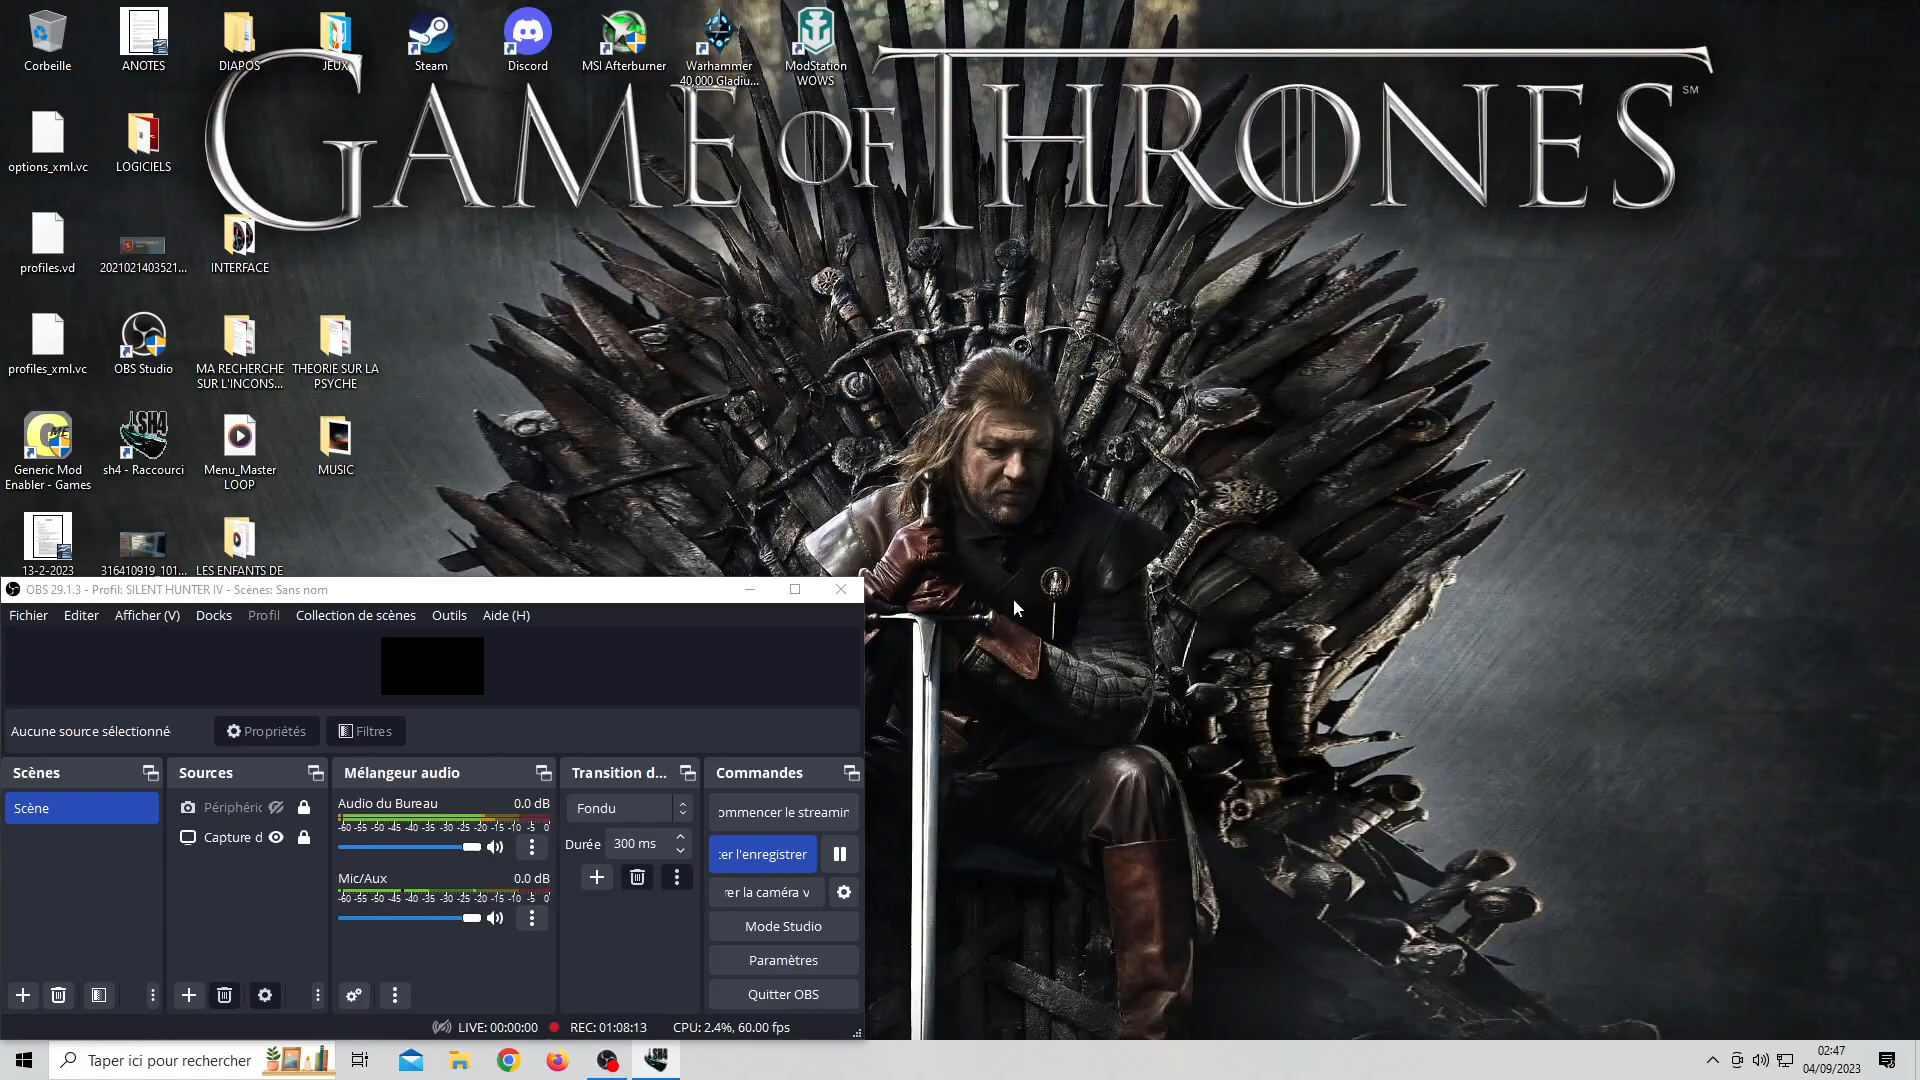 Corbeille
ANOTES
DIAPOS
JEUX
Steam
Discord
MSI Afterburner
Warhammer
40,000 Gladiu...
ModStation
WOWS
GAME OF THRONES
SM
options_xml.vc
LOGICIELS
profiles.vd
2021021403521...
INTERFACE
profiles_xml.vc
OBS Studio
MA RECHERCHE
SUR L'INCONS...
THEORIE SUR LA
PSYCHE
Generic Mod
Enabler - Games
sh4 - Raccourci
Menu_Master
LOOP
MUSIC
13-2-2023
316410919_101...
LES ENFANTS DE
OBS 29.1.3 - Profil: SILENT HUNTER IV - Scènes: Sans nom
Fichier
Editer
Afficher (V)
Docks
Profil
Collection de scènes
Outils
Aide (H)
Aucune source sélectionné
Propriétés
Filtres
Scènes
Sources
Mélangeur audio
Transition d...
Commandes
Scène
Périphéric
Capture d
Audio du Bureau
0.0 dB
-60 -55 -50 -45 -40 -35 -30 -25 -20 -15 -10 -5 0
Mic/Aux
0.0 dB
-60 -55 -50 -45 -40 -35 -30 -25 -20 -15 -10 -5 0
Fondu
Durée
300 ms
ommencer le streamin
ter l'enregistrer
rer la caméra v
Mode Studio
Paramètres
Quitter OBS
LIVE: 00:00:00
REC: 01:08:13
CPU: 2.4%, 60.00 fps
Taper ici pour rechercher
SH4
02:47
04/09/2023